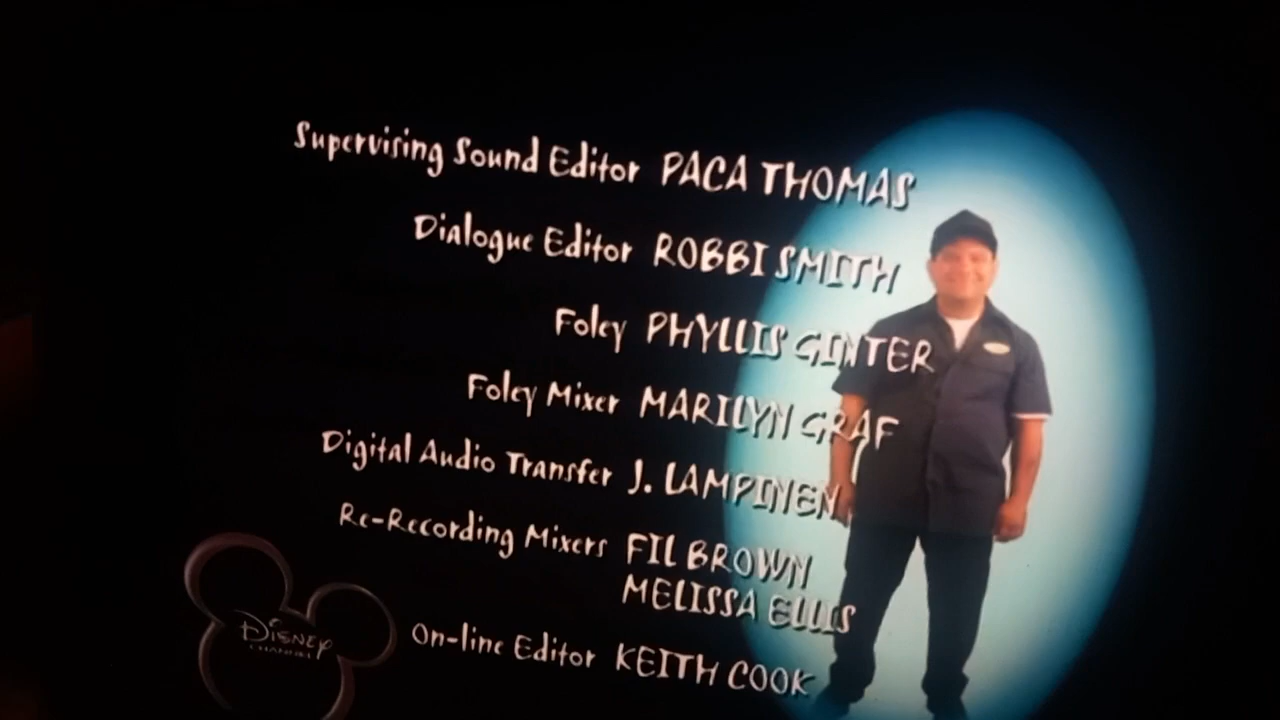 Supervising Sound Editor PACA THOMAS
Dialogue Editor ROBBI SMITH
Foley PHYLLIS GINTER
Foley Mixer MARILYN GRAF
Digital Audio Transfer J. LAMPINEN
Re-Recording Mixers FIL BROWN
MELISSA ELLIS
On-line Editor KEITH COOK
DISNEY
CHANNEL